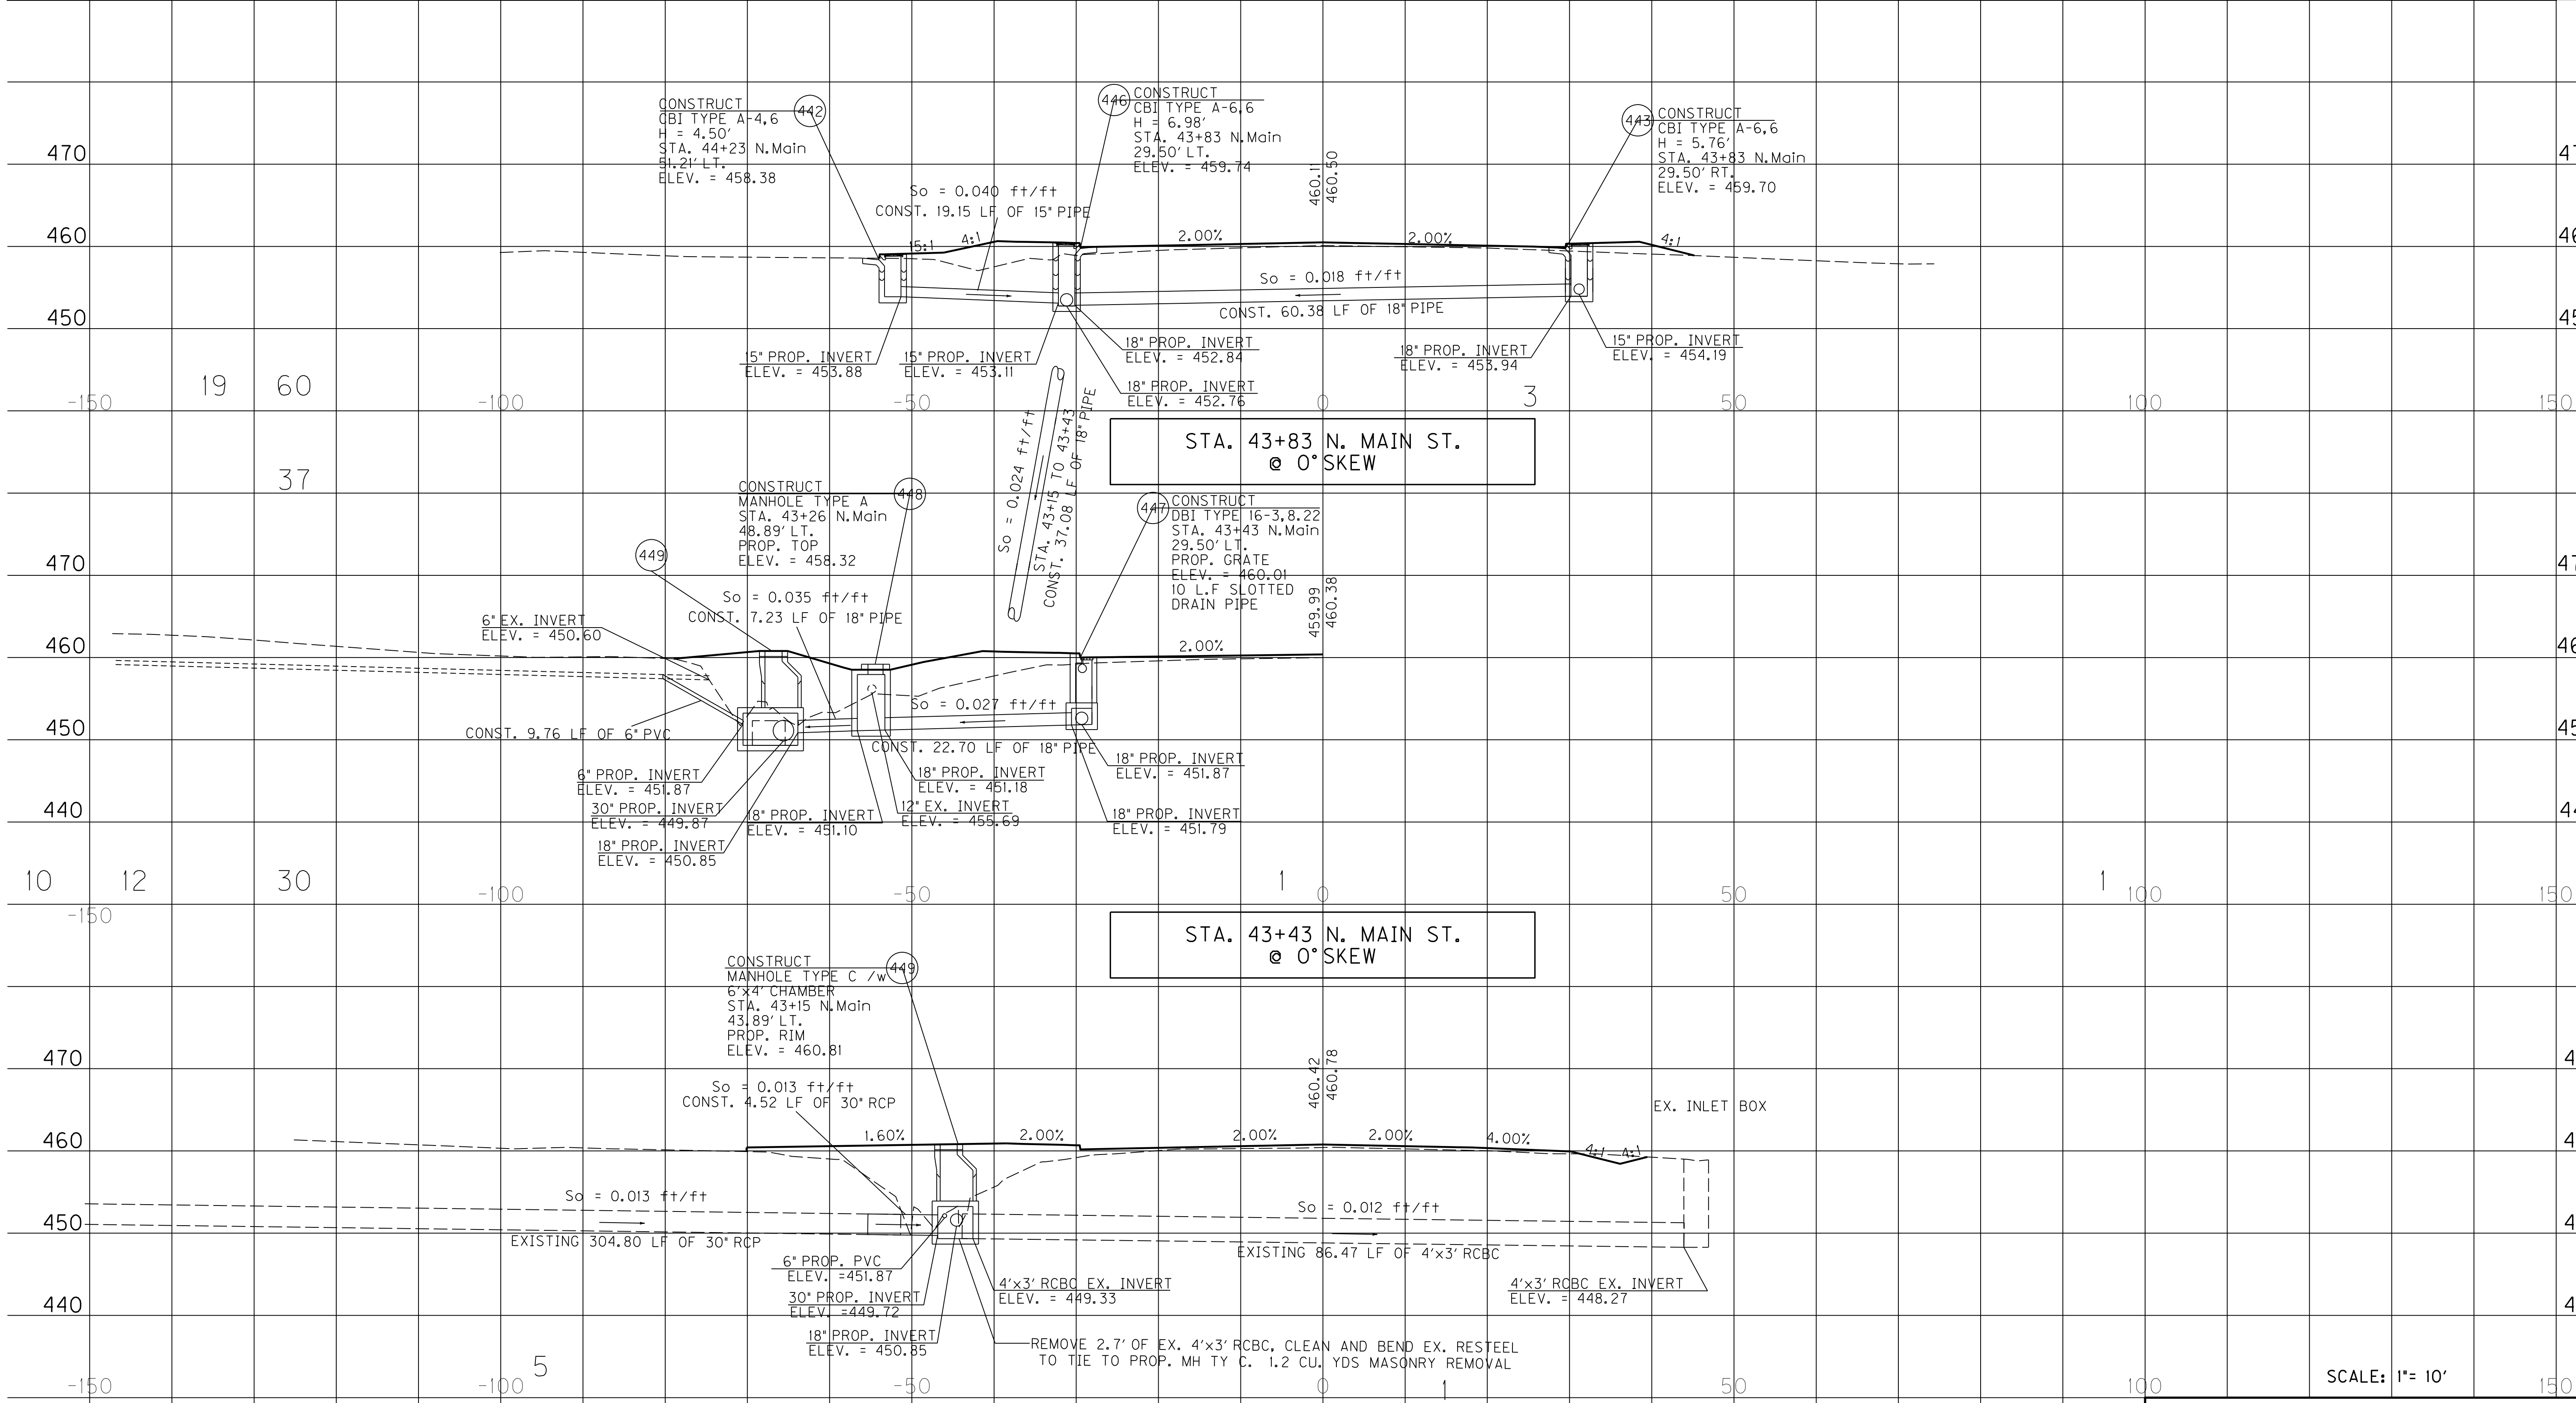 CONSTRUCT
CBI TYPE A-4,6
H = 4.50'
STA. 44+23 N.Main
51.21' LT.
ELEV. = 458.38
442
446
CONSTRUCT
CBI TYPE A-6,6
H = 6.98'
STA. 43+83 N.Main
29.50' LT.
ELEV. = 459.74
443
CONSTRUCT
CBI TYPE A-6,6
H = 5.76'
STA. 43+83 N.Main
29.50' RT.
ELEV. = 459.70
470
460
450
So = 0.040 ft/ft
CONST. 19.15 LF OF 15" PIPE
460.11
460.50
15:1
4:1
2.00%
2.00%
4:1
So = 0.018 ft/ft
CONST. 60.38 LF OF 18" PIPE
15" PROP. INVERT
ELEV. = 453.88
15" PROP. INVERT
ELEV. = 453.11
18" PROP. INVERT
ELEV. = 452.84
18" PROP. INVERT
ELEV. = 452.76
18" PROP. INVERT
ELEV. = 453.94
15" PROP. INVERT
ELEV. = 454.19
19 60
3
-150 -100 -50 0 50 100 150
STA. 43+83 N. MAIN ST.
@ 0° SKEW
37
So = 0.024 ft/ft
STA. 43+15 TO 43+43
CONST. 37.08 LF OF 18" PIPE
CONSTRUCT
MANHOLE TYPE A
STA. 43+26 N.Main
48.89' LT.
PROP. TOP
ELEV. = 458.32
448
447
CONSTRUCT
DBI TYPE 16-3,8.22
STA. 43+43 N.Main
29.50' LT.
PROP. GRATE
ELEV. = 460.01
10 L.F SLOTTED
DRAIN PIPE
449
470
460
450
440
So = 0.035 ft/ft
CONST. 7.23 LF OF 18" PIPE
6" EX. INVERT
ELEV. = 450.60
459.99
460.38
2.00%
So = 0.027 ft/ft
CONST. 9.76 LF OF 6" PVC
CONST. 22.70 LF OF 18" PIPE
6" PROP. INVERT
ELEV. = 451.87
30" PROP. INVERT
ELEV. = 449.87
18" PROP. INVERT
ELEV. = 450.85
18" PROP. INVERT
ELEV. = 451.10
18" PROP. INVERT
ELEV. = 451.18
12" EX. INVERT
ELEV. = 455.69
18" PROP. INVERT
ELEV. = 451.87
18" PROP. INVERT
ELEV. = 451.79
10 12 30
1
1
-150 -100 -50 0 50 100 150
STA. 43+43 N. MAIN ST.
@ 0° SKEW
CONSTRUCT
MANHOLE TYPE C /w
6'x4' CHAMBER
STA. 43+15 N.Main
43.89' LT.
PROP. RIM
ELEV. = 460.81
449
470
460
450
440
So = 0.013 ft/ft
CONST. 4.52 LF OF 30" RCP
460.42
460.78
EX. INLET BOX
1.60%
2.00%
2.00%
2.00%
4.00%
4:1
4:1
So = 0.013 ft/ft
EXISTING 304.80 LF OF 30" RCP
So = 0.012 ft/ft
EXISTING 86.47 LF OF 4'x3' RCBC
6" PROP. PVC
ELEV. =451.87
30" PROP. INVERT
ELEV. =449.72
18" PROP. INVERT
ELEV. = 450.85
4'x3' RCBC EX. INVERT
ELEV. = 449.33
4'x3' RCBC EX. INVERT
ELEV. = 448.27
REMOVE 2.7' OF EX. 4'x3' RCBC, CLEAN AND BEND EX. RESTEEL
TO TIE TO PROP. MH TY C. 1.2 CU. YDS MASONRY REMOVAL
5
1
-150 -100 -50 0 50 100 150
SCALE: 1"= 10'